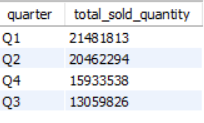 quarter total_sold_quantity
Q1 21481813
Q2 20462294
Q4 15933538
Q3 13059826